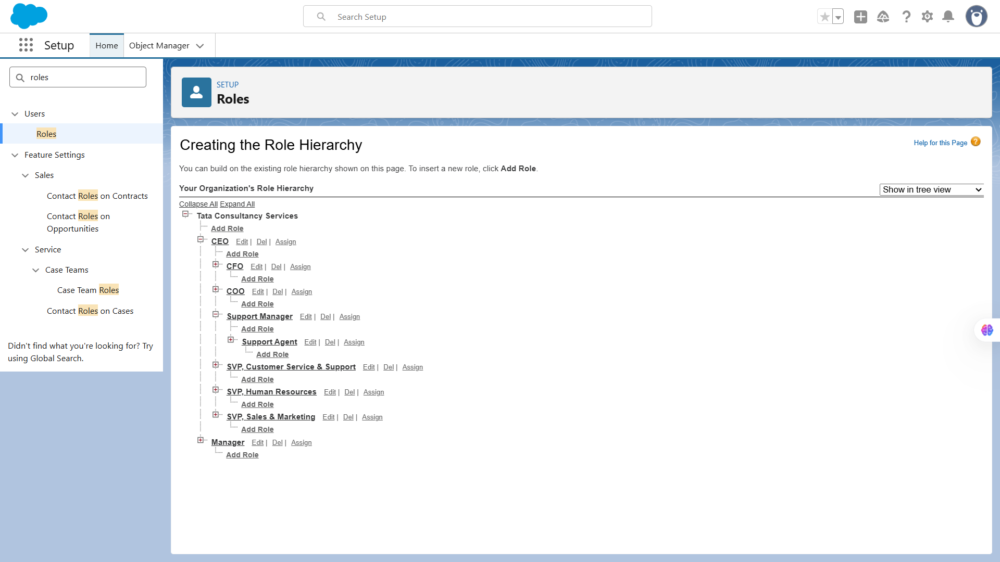 Search Setup
Setup
Home
Object Manager
roles
Users
Roles
Feature Settings
Sales
Contact Roles on Contracts
Contact Roles on
Opportunities
Service
Case Teams
Case Team Roles
Contact Roles on Cases
Didn't find what you're looking for? Try
using Global Search.
SETUP
Roles
Creating the Role Hierarchy
Help for this Page ?
You can build on the existing role hierarchy shown on this page. To insert a new role, click Add Role.
Your Organization's Role Hierarchy
Show in tree view
Collapse All Expand All
Tata Consultancy Services
Add Role
CEO Edit | Del | Assign
Add Role
CFO Edit | Del | Assign
Add Role
COO Edit | Del | Assign
Add Role
Support Manager Edit | Del | Assign
Add Role
Support Agent Edit | Del | Assign
Add Role
SVP, Customer Service & Support Edit | Del | Assign
Add Role
SVP, Human Resources Edit | Del | Assign
Add Role
SVP, Sales & Marketing Edit | Del | Assign
Add Role
Manager Edit | Del | Assign
Add Role